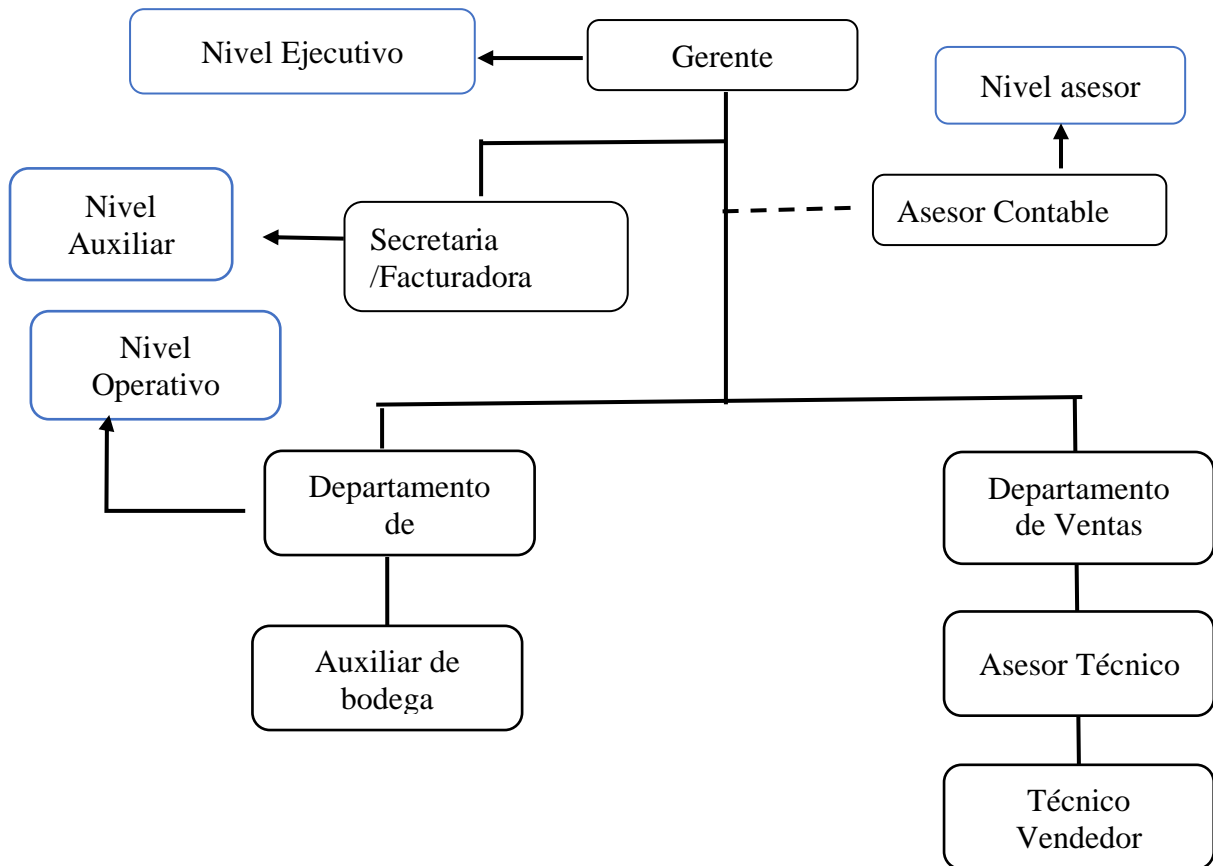 Nivel Ejecutivo
Gerente
Nivel asesor
Nivel
Auxiliar
Secretaria
/Facturadora
Asesor Contable
Nivel
Operativo
Departamento
de
Departamento
de Ventas
Auxiliar de
bodega
Asesor Técnico
Técnico
Vendedor